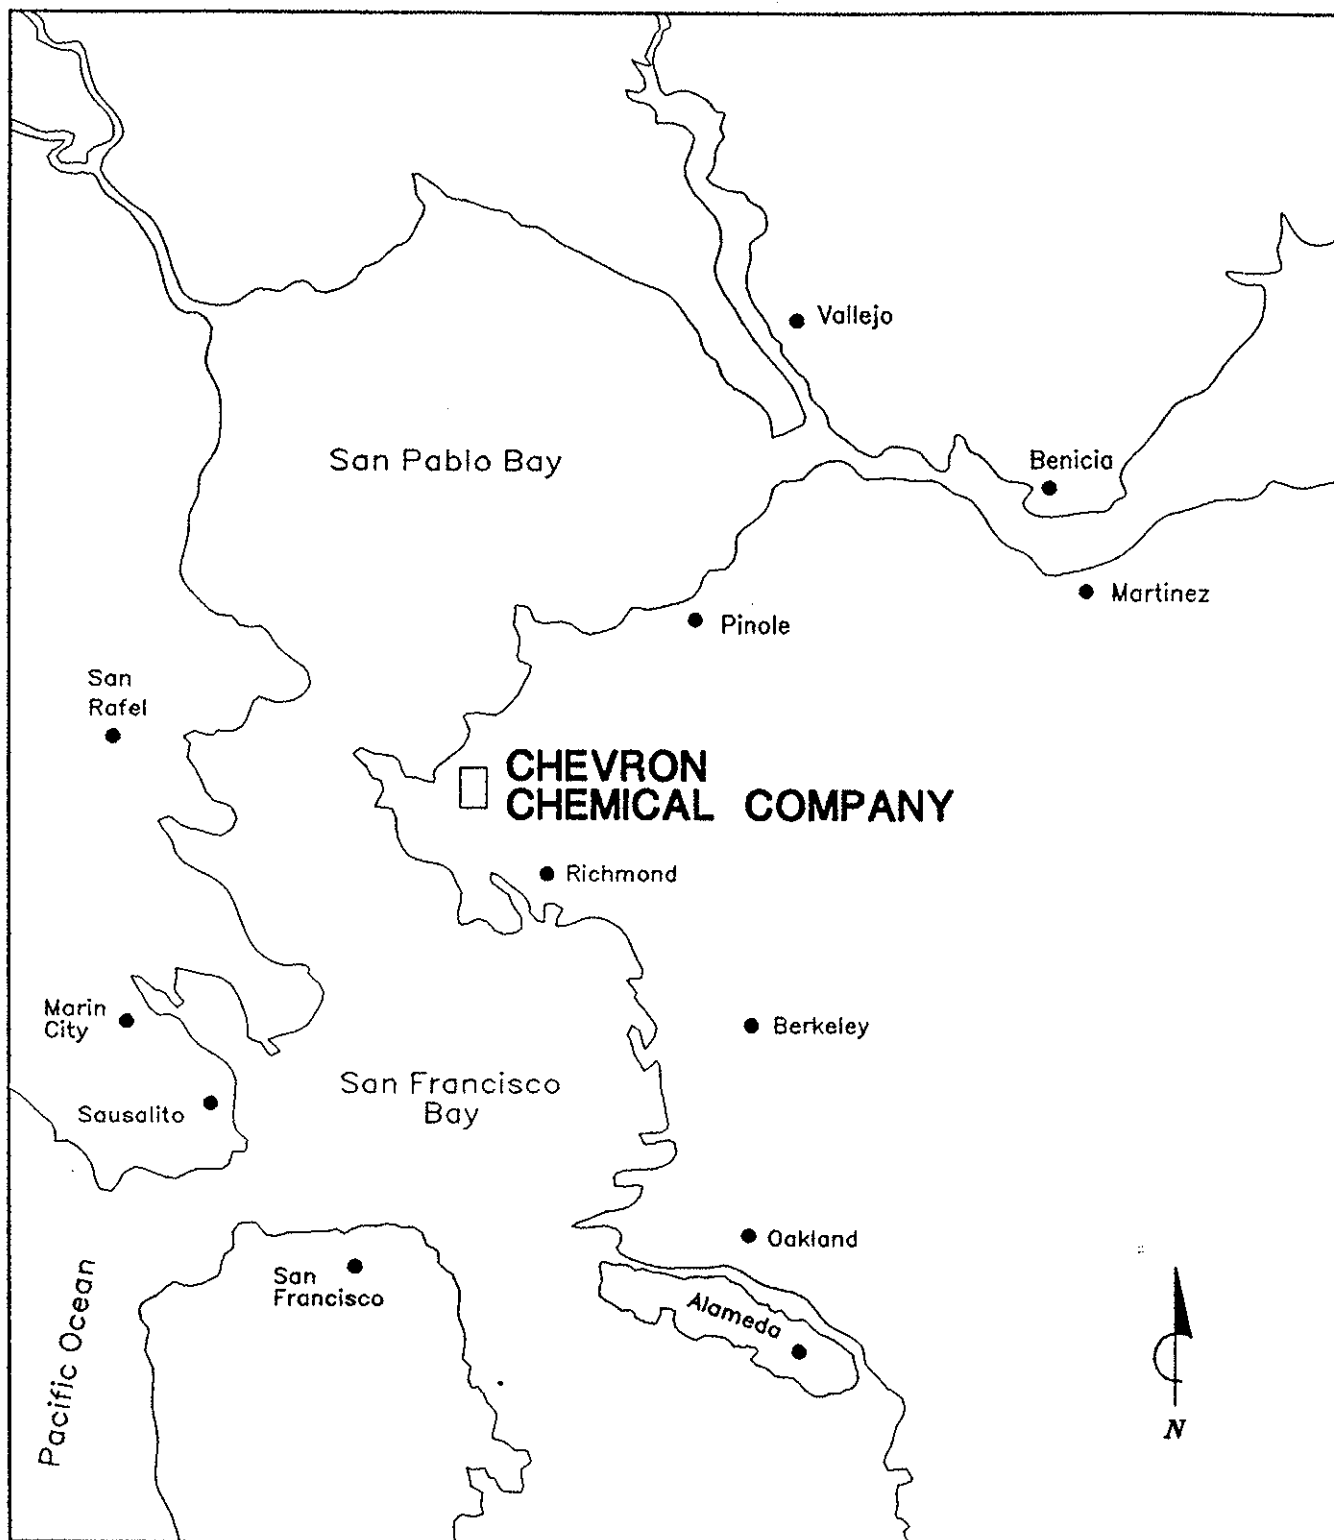 Vallejo
San Pablo Bay
Benicia
Martinez
Pinole
San
Rafel
CHEVRON
CHEMICAL COMPANY
Richmond
Marin
City
Berkeley
San Francisco
Bay
Sausalito
Oakland
San
Francisco
Alameda
Pacific Ocean
N